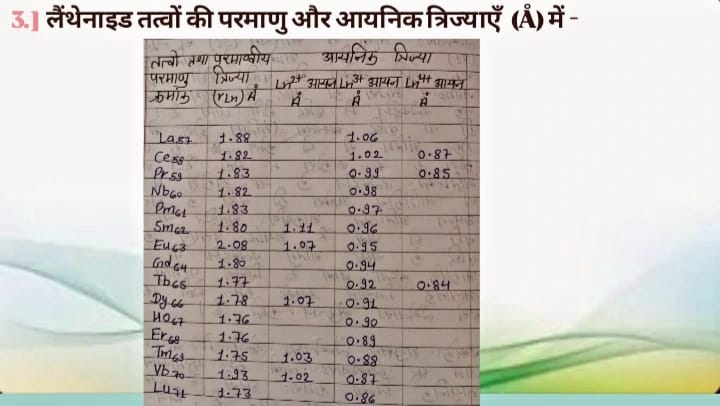 3.] लैंथेनाइड तत्वों की परमाणु और आयनिक त्रिज्याएँ (Å) में -
तत्वो तथा परमाण्वीय आयनिक त्रिज्या
परमाणु त्रिज्या Ln2+ आयन Ln3+ आयन Ln4+ आयन
क्रमांक (rLn) Å Å Å Å
La57 1.88 1.06
Ce58 1.82 1.02 0.87
Pr59 1.83 0.99 0.85
Nb60 1.82 0.98
Pm61 1.83 0.97
Sm62 1.80 1.11 0.96
Eu63 2.08 1.07 0.95
Gd64 1.80 0.94
Tb65 1.77 0.92 0.84
Dy66 1.78 1.07 0.91
Ho67 1.76 0.90
Er68 1.76 0.89
Tm69 1.75 1.03 0.88
Yb70 1.93 1.02 0.87
Lu71 1.73 0.86